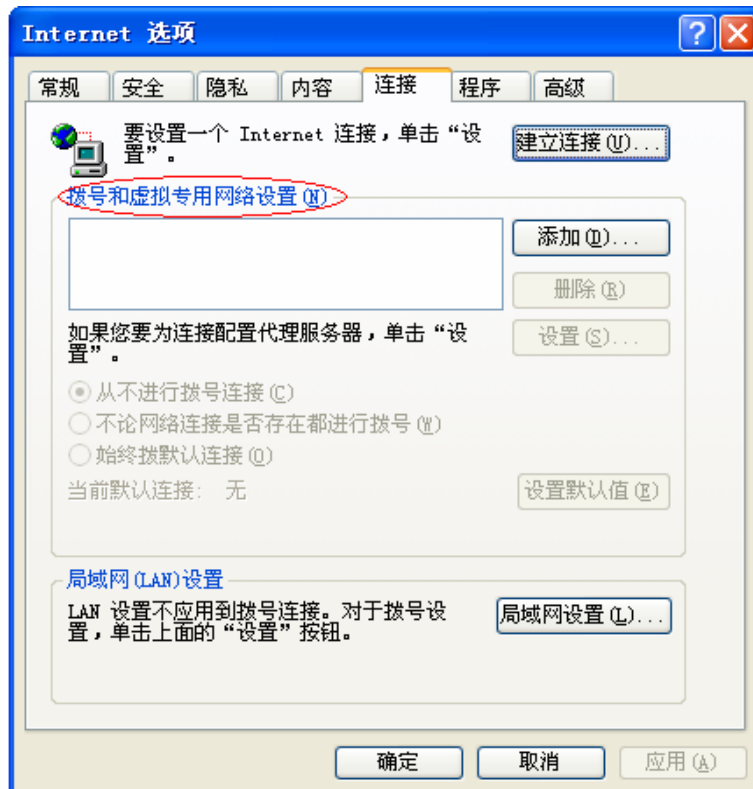 Internet 选项
常规 安全 隐私 内容 连接 程序 高级
要设置一个 Internet 连接，单击“设
置”。
建立连接(U)...
拨号和虚拟专用网络设置(N)
添加(D)...
删除(R)
如果您要为连接配置代理服务器，单击“设
置”。
设置(S)...
从不进行拨号连接(C)
不论网络连接是否存在都进行拨号(W)
始终拨默认连接(O)
当前默认连接： 无
设置默认值(E)
局域网(LAN)设置
LAN 设置不应用到拨号连接。对于拨号设
置，单击上面的“设置”按钮。
局域网设置(L)...
确定 取消 应用(A)